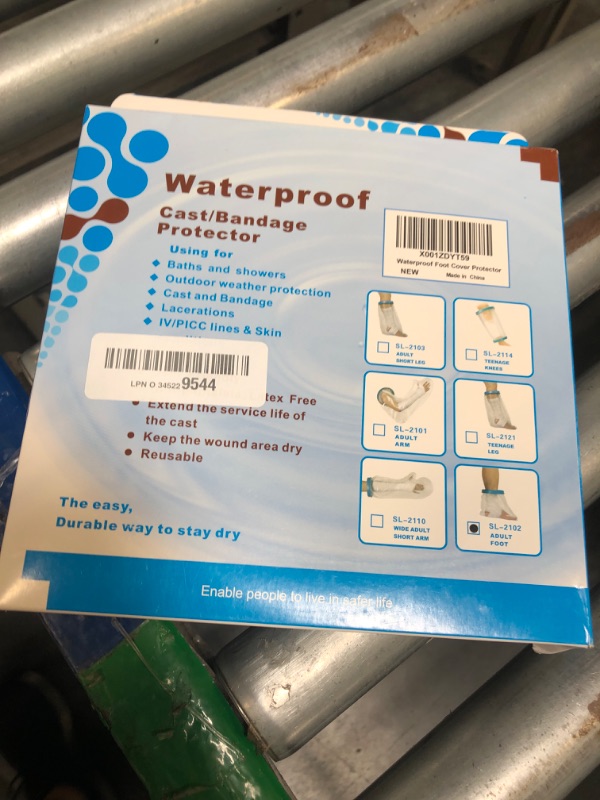 Waterproof
Cast/Bandage
Protector
Using for
Baths and showers
Outdoor weather protection
Cast and Bandage
Lacerations
IV/PICC lines & Skin
LPN O 34522 9544
tex Free
Extend the service life of
the cast
Keep the wound area dry
Reusable
The easy,
Durable way to stay dry
X001ZDYT59
Waterproof Foot Cover Protector
NEW
Made in China
SL-2103
ADULT
SHORT LEG
SL-2114
TEENAGE
KNEES
SL-2101
ADULT
ARM
SL-2121
TEENAGE
LEG
SL-2110
WIDE ADULT
SHORT ARM
SL-2102
ADULT
FOOT
Enable people to live in safer life